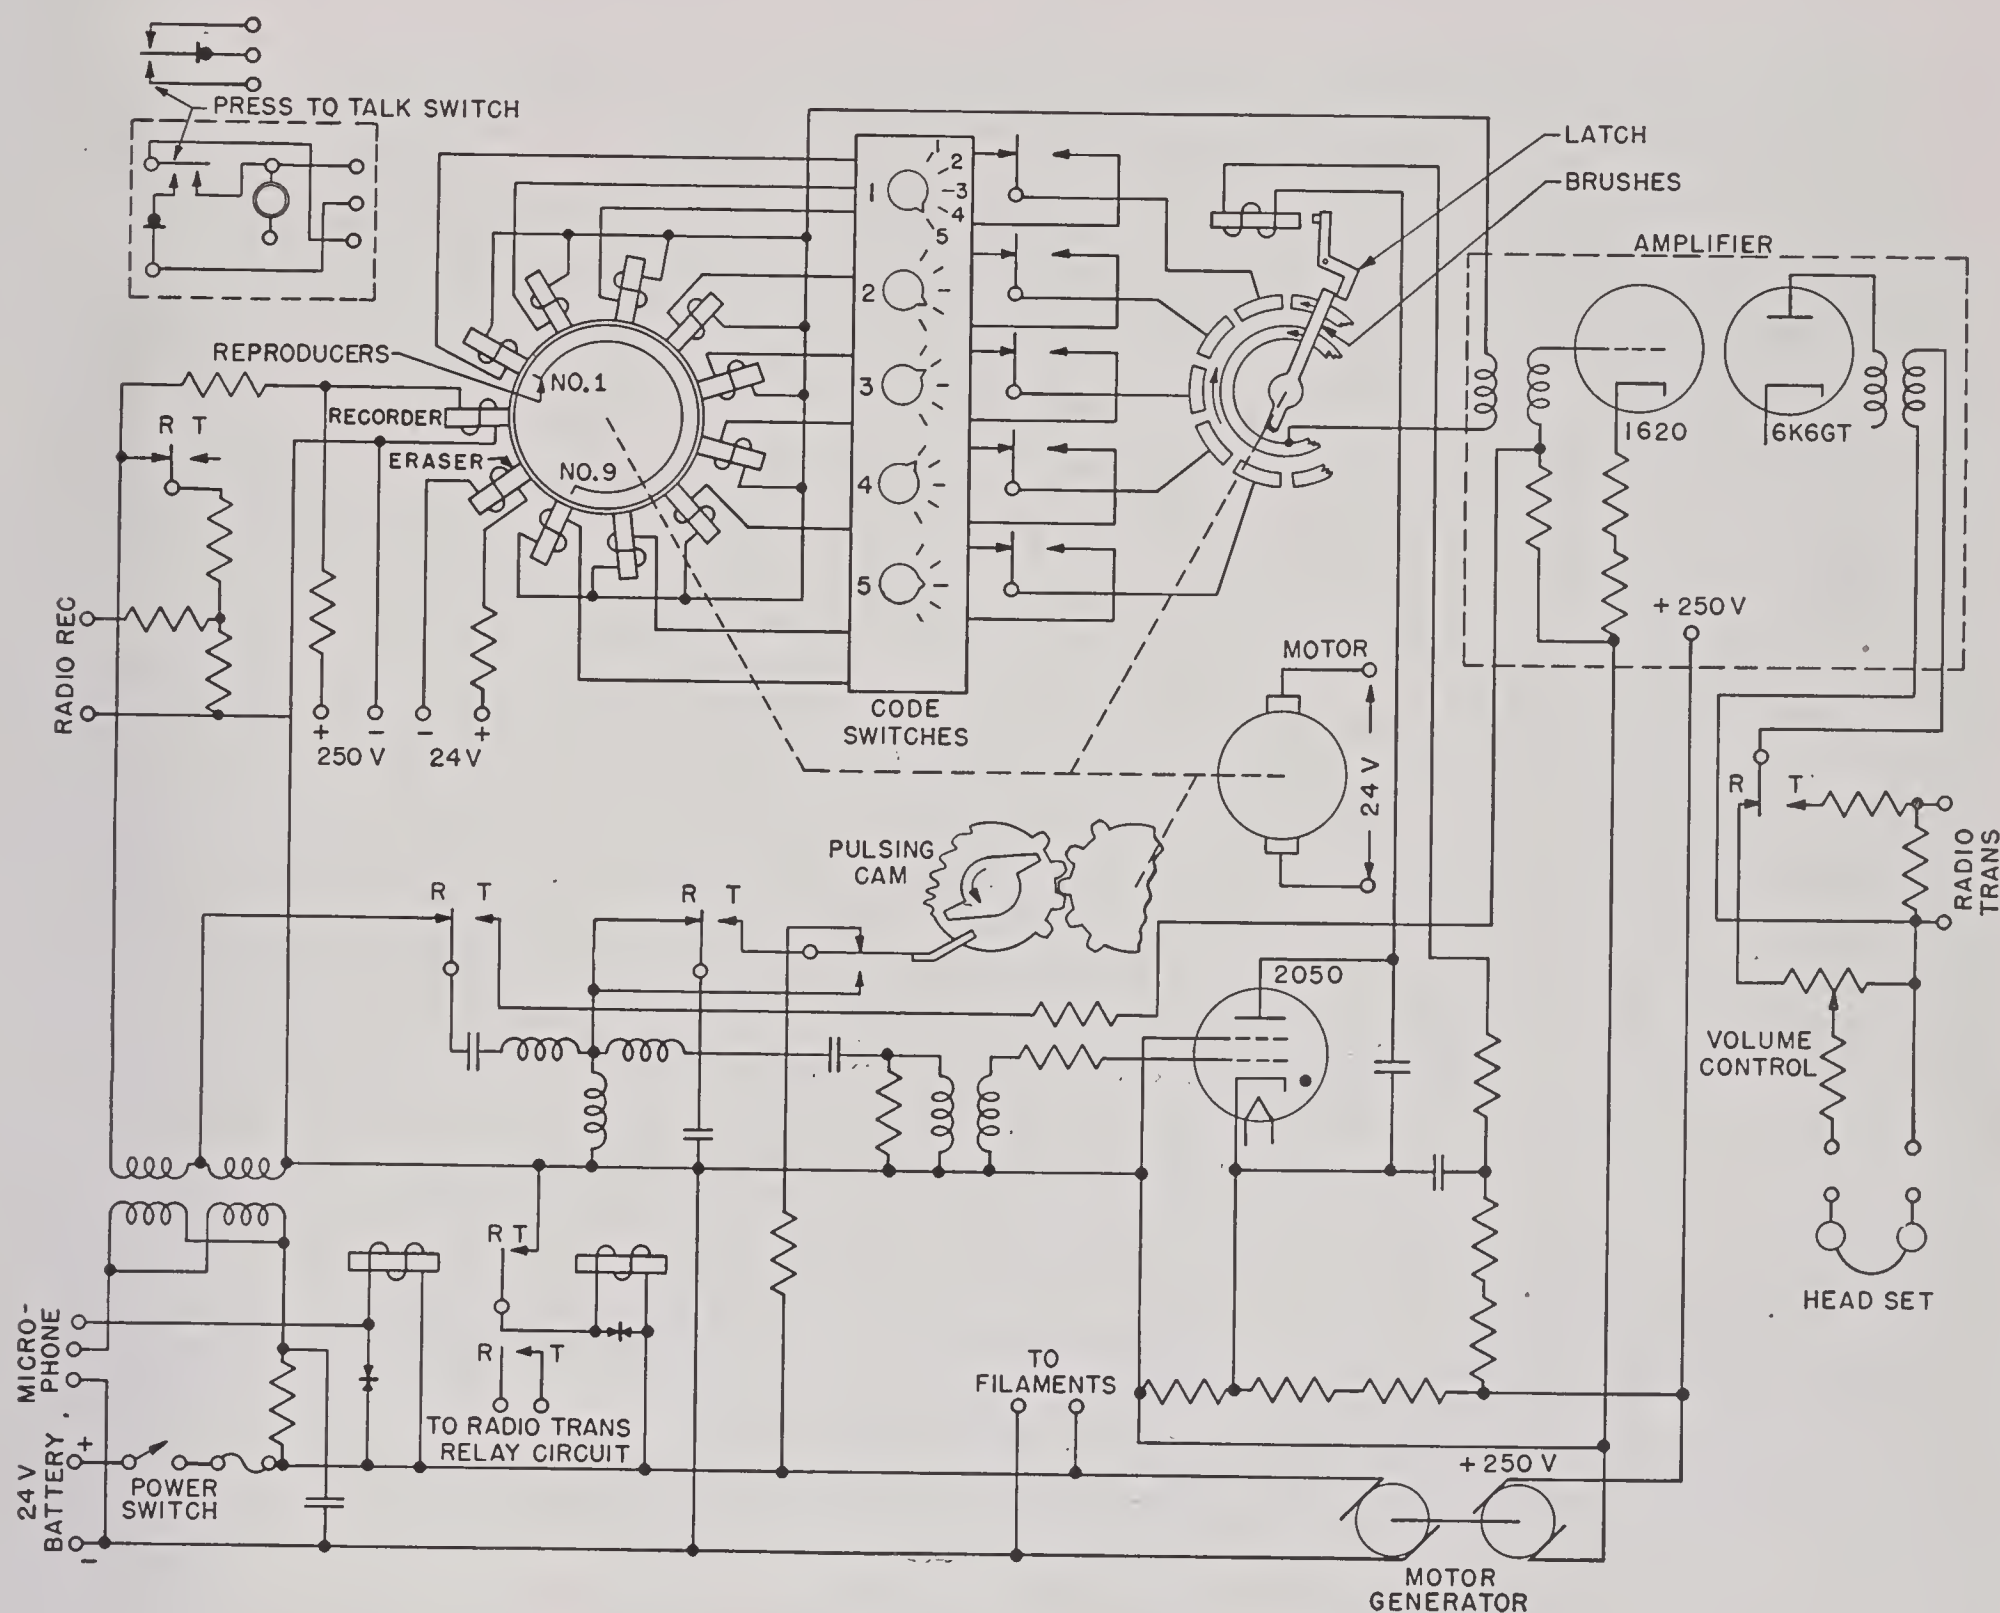 PRESS TO TALK SWITCH
LATCH
BRUSHES
AMPLIFIER
1
2
3
4
5
1
2
3
4
5
REPRODUCERS
NO.1
RECORDER
R T
ERASER
NO.9
1620
6K6GT
+ 250 V
RADIO REC
+ - - +
250 V 24 V
CODE
SWITCHES
MOTOR
24 V
R T
RADIO
TRANS
PULSING
CAM
R T
R T
2050
VOLUME
CONTROL
R T
HEAD SET
MICRO-
PHONE
R T
TO RADIO TRANS
RELAY CIRCUIT
TO
FILAMENTS
24 V
BATTERY
+
-
POWER
SWITCH
+ 250 V
MOTOR
GENERATOR